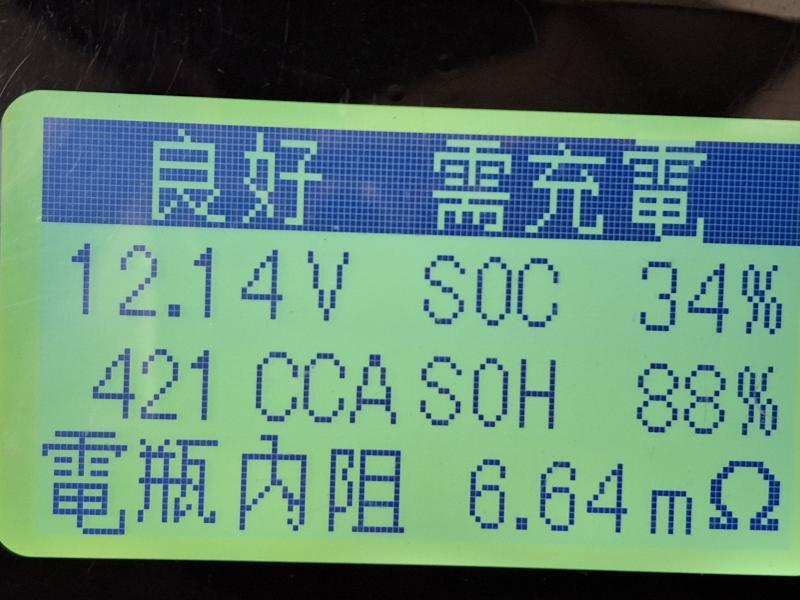 良好 需充電
12.14V SOC 34%
421 CCA SOH 88%
電瓶內阻 6.64mΩ